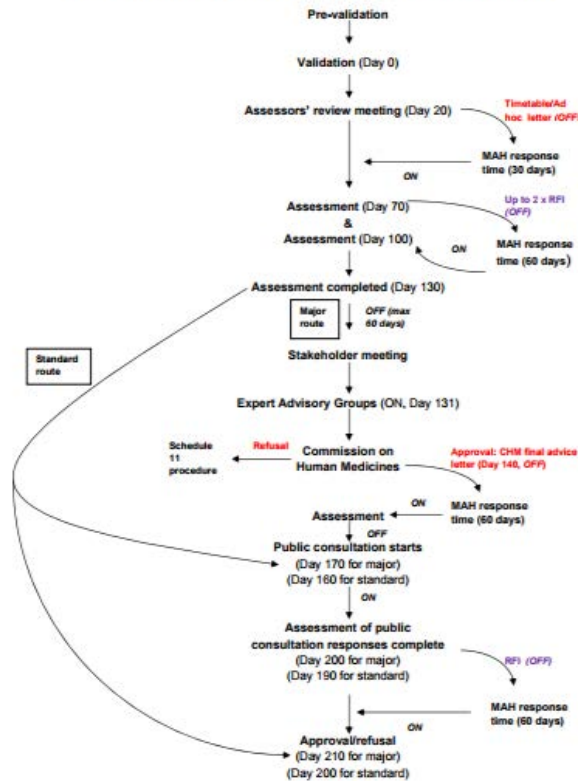 Pre-validation
Validation (Day 0)
Assessors' review meeting (Day 20)
Timetable/Ad
hoc letter (OFF)
MAH response
time (30 days)
ON
Assessment (Day 70)
&
Assessment (Day 100)
Up to 2 x RFI
(OFF)
MAH response
time (60 days)
ON
Assessment completed (Day 130)
Major
route
OFF (max
60 days)
Standard
route
Stakeholder meeting
Expert Advisory Groups (ON, Day 131)
Schedule
11
procedure
Refusal
Commission on
Human Medicines
Approval: CHM final advice
letter (Day 140, OFF)
MAH response
time (60 days)
ON
Assessment
OFF
Public consultation starts
(Day 170 for major)
(Day 160 for standard)
ON
Assessment of public
consultation responses complete
(Day 200 for major)
(Day 190 for standard)
RFI (OFF)
MAH response
time (60 days)
ON
Approval/refusal
(Day 210 for major)
(Day 200 for standard)